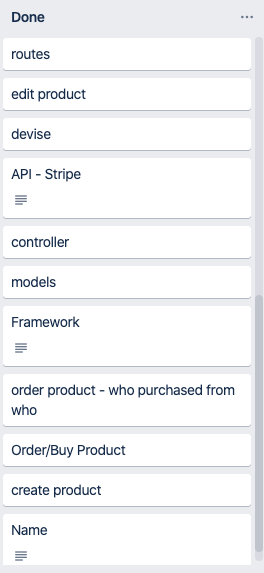 Done
routes
edit product
devise
API - Stripe
controller
models
Framework
order product - who purchased from
who
Order/Buy Product
create product
Name